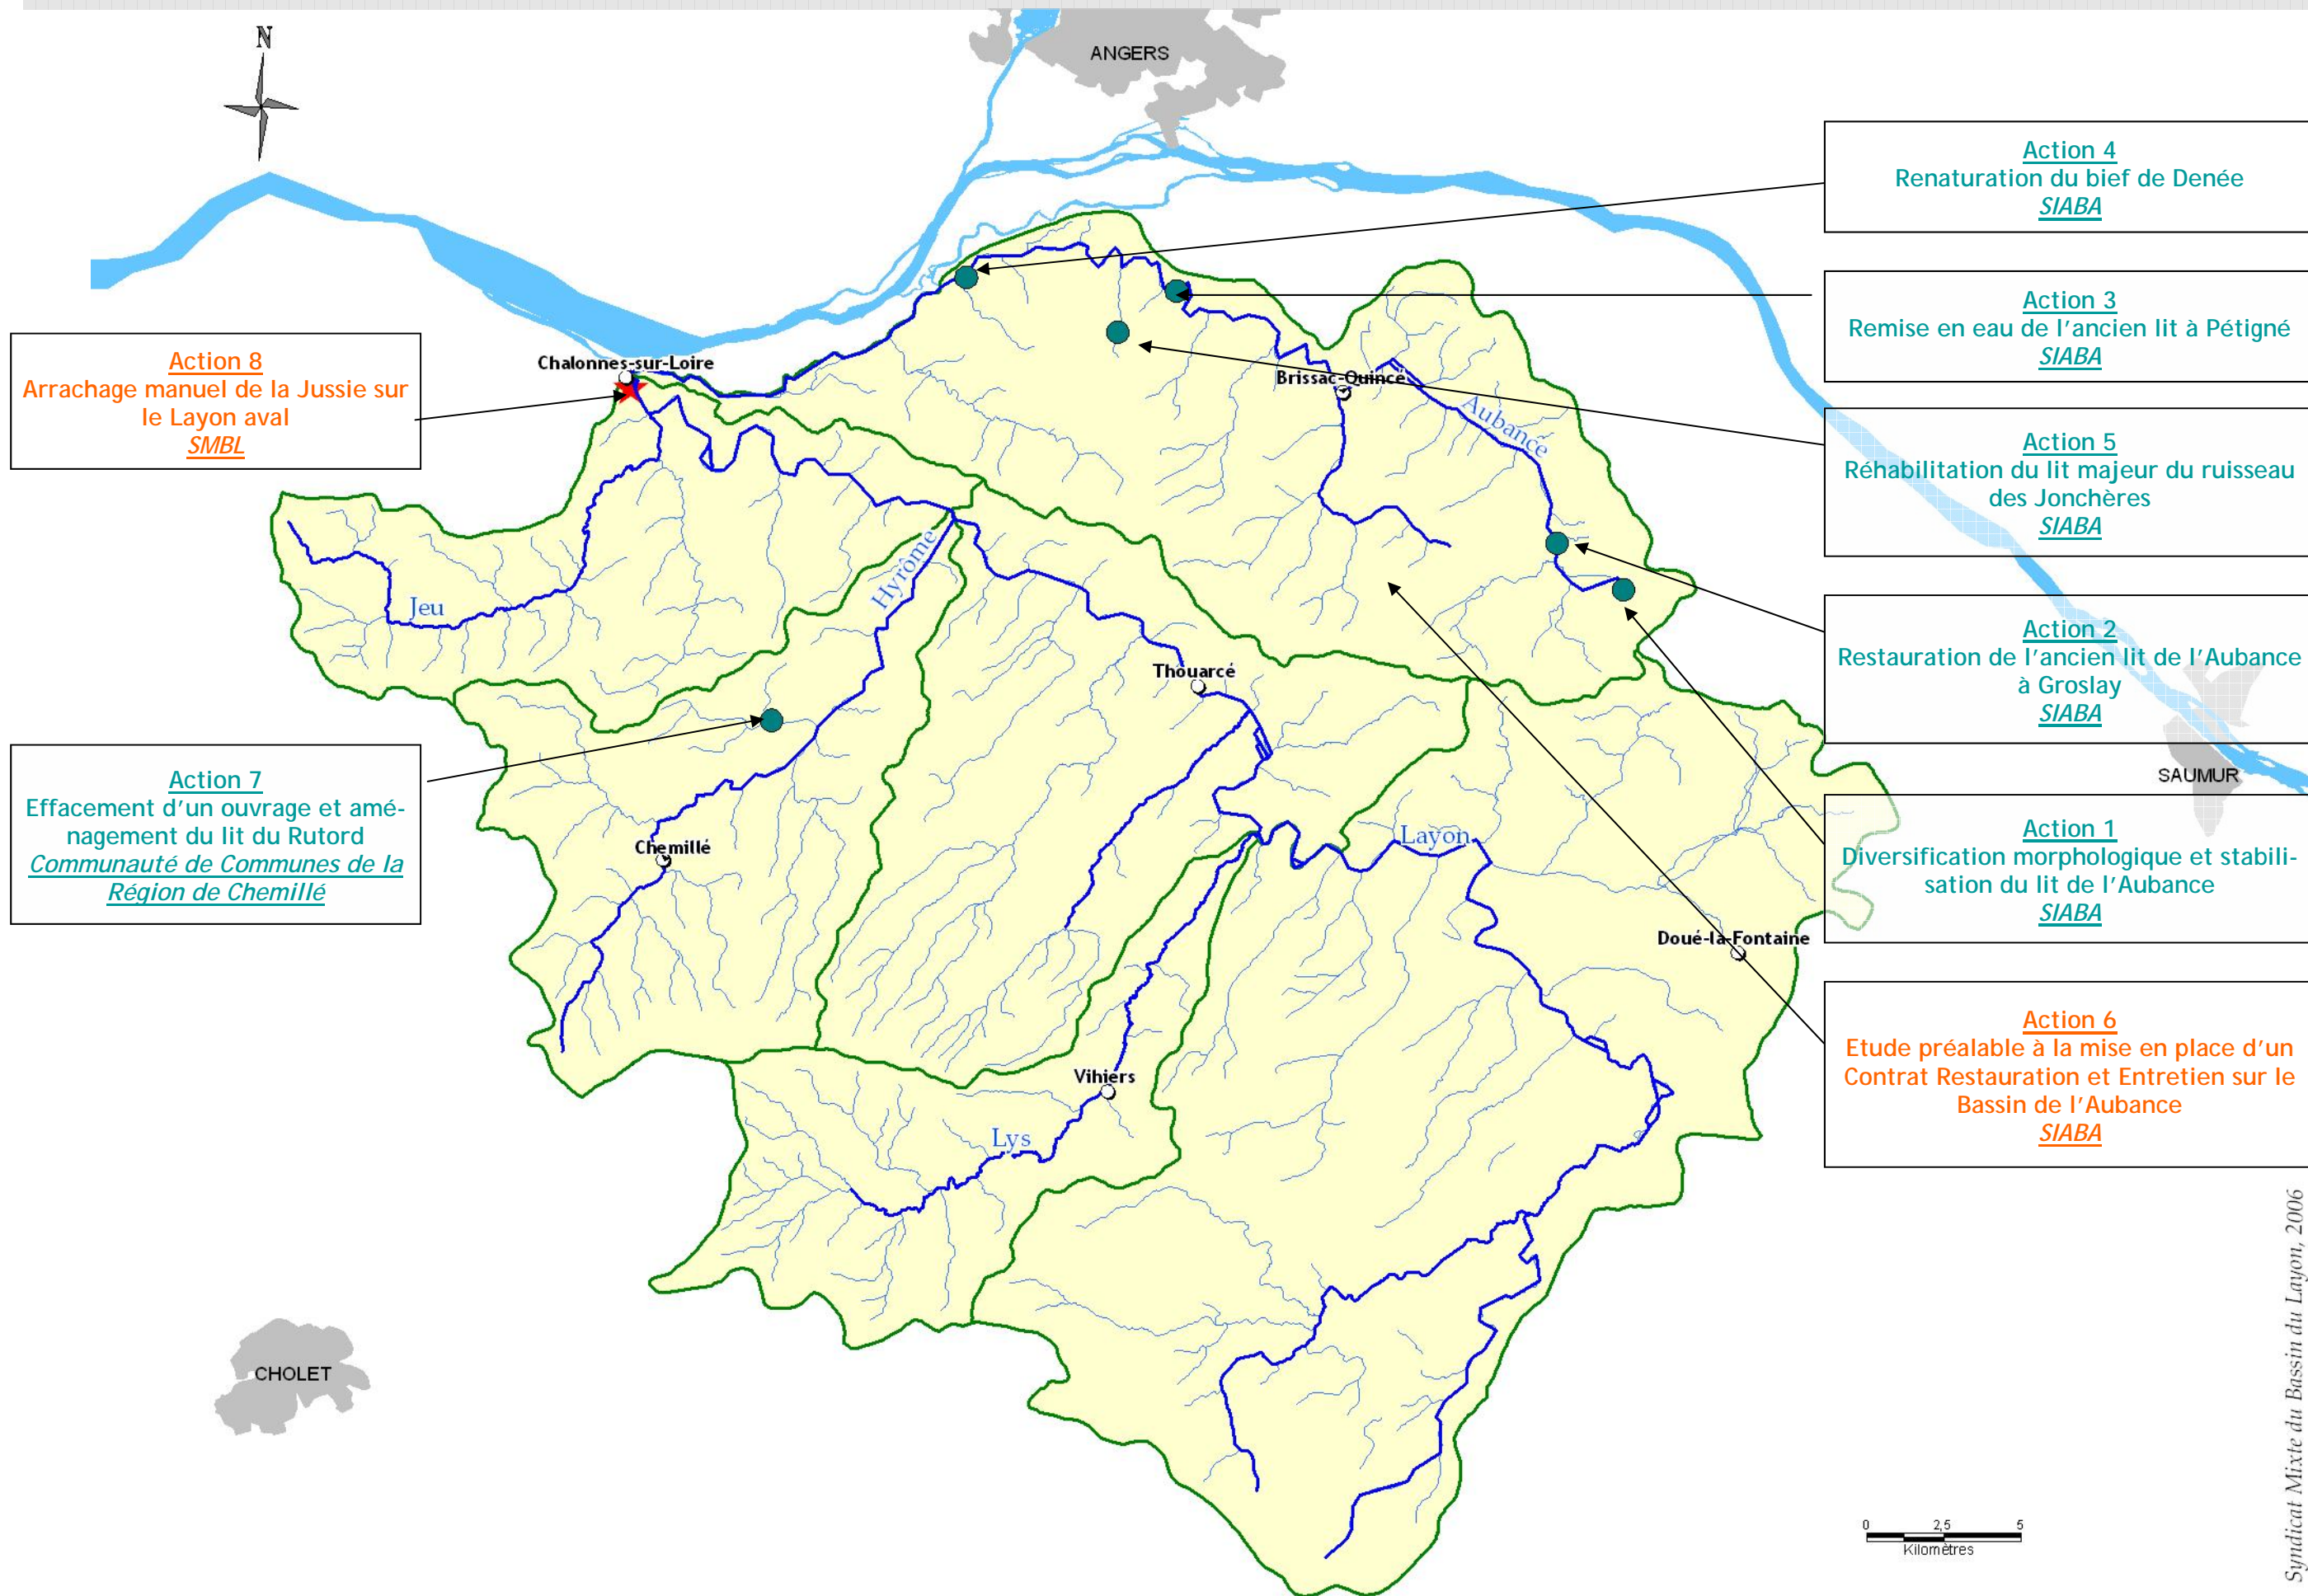 N
ANGERS
Action 4
Renaturation du bief de Denée
SIABA
Action 3
Remise en eau de l'ancien lit à Pétigné
SIABA
Action 8
Arrachage manuel de la Jussie sur
le Layon aval
SMBL
Chalonnes-sur-Loire
Brissac-Quincé
Aubance
Action 5
Réhabilitation du lit majeur du ruisseau
des Jonchères
SIABA
Hyrôme
Jeu
Action 2
Restauration de l'ancien lit de l'Aubance
à Groslay
SIABA
Thouarcé
SAUMUR
Action 7
Effacement d'un ouvrage et amé-
nagement du lit du Rutord
Communauté de Communes de la
Région de Chemillé
Chemillé
Layon
Action 1
Diversification morphologique et stabili-
sation du lit de l'Aubance
SIABA
Doué-la-Fontaine
Action 6
Etude préalable à la mise en place d'un
Contrat Restauration et Entretien sur le
Bassin de l'Aubance
SIABA
Vihiers
Lys
CHOLET
0 2,5 5
Kilomètres
Syndicat Mixte du Bassin du Layon, 2006